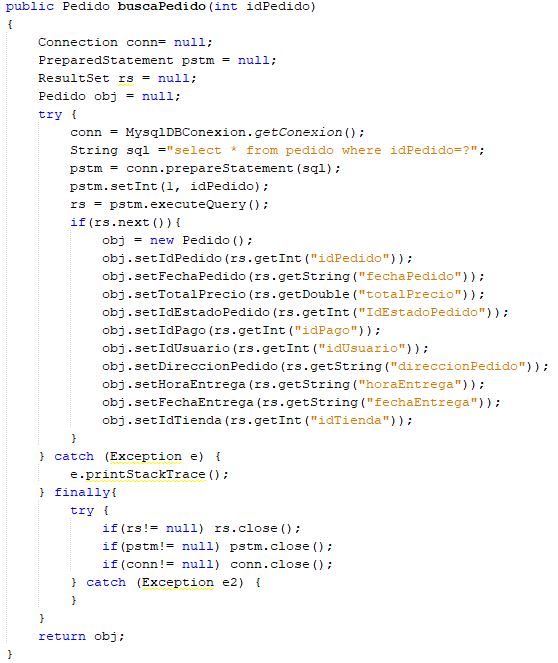 public Pedido buscaPedido(int idPedido)
{
    Connection conn= null;
    PreparedStatement pstm = null;
    ResultSet rs = null;
    Pedido obj = null;
    try {
        conn = MysqlDBConexion.getConexion();
        String sql ="select * from pedido where idPedido=?";
        pstm = conn.prepareStatement(sql);
        pstm.setInt(1, idPedido);
        rs = pstm.executeQuery();
        if(rs.next()){
            obj = new Pedido();
            obj.setIdPedido(rs.getInt("idPedido"));
            obj.setFechaPedido(rs.getString("fechaPedido"));
            obj.setTotalPrecio(rs.getDouble("totalPrecio"));
            obj.setIdEstadoPedido(rs.getInt("IdEstadoPedido"));
            obj.setIdPago(rs.getInt("idPago"));
            obj.setIdUsuario(rs.getInt("idUsuario"));
            obj.setDireccionPedido(rs.getString("direccionPedido"));
            obj.setHoraEntrega(rs.getString("horaEntrega"));
            obj.setFechaEntrega(rs.getString("fechaEntrega"));
            obj.setIdTienda(rs.getInt("idTienda"));
        }
    } catch (Exception e) {
        e.printStackTrace();
    } finally{
        try {
            if(rs!= null) rs.close();
            if(pstm!= null) pstm.close();
            if(conn!= null) conn.close();
        } catch (Exception e2) {
        }
    }
    return obj;
}